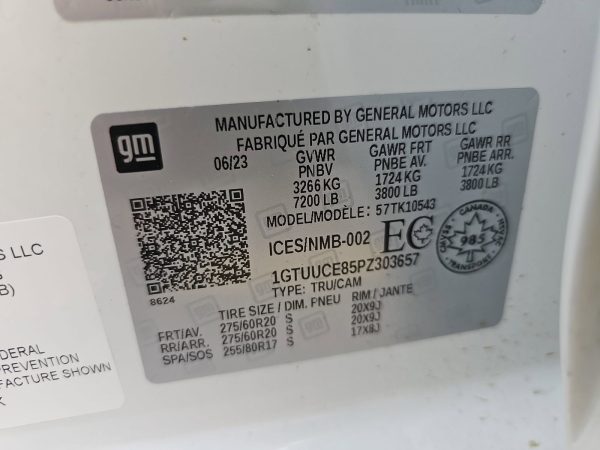 MANUFACTURED BY GENERAL MOTORS LLC
FABRIQUÉ PAR GENERAL MOTORS LLC
gm
06/23 GVWR GAWR FRT GAWR RR
PNBV PNBE AV. PNBE ARR.
3266 KG 1724 KG 1724 KG
7200 LB 3800 LB 3800 LB
MODEL/MODÈLE: 57TK10543
ICES/NMB-002 EC
CANADA
985
TRANSPORT
1GTUUCE85PZ303657
8624
TYPE: TRU/CAM
TIRE SIZE / DIM. PNEU RIM / JANTE
FRT/AV. 275/60R20 S 20X9J
RR/ARR. 275/60R20 S 20X9J
SPA/SOS 255/80R17 S 17X8J
S LLC
B)
DERAL
PREVENTION
FACTURE SHOWN
K